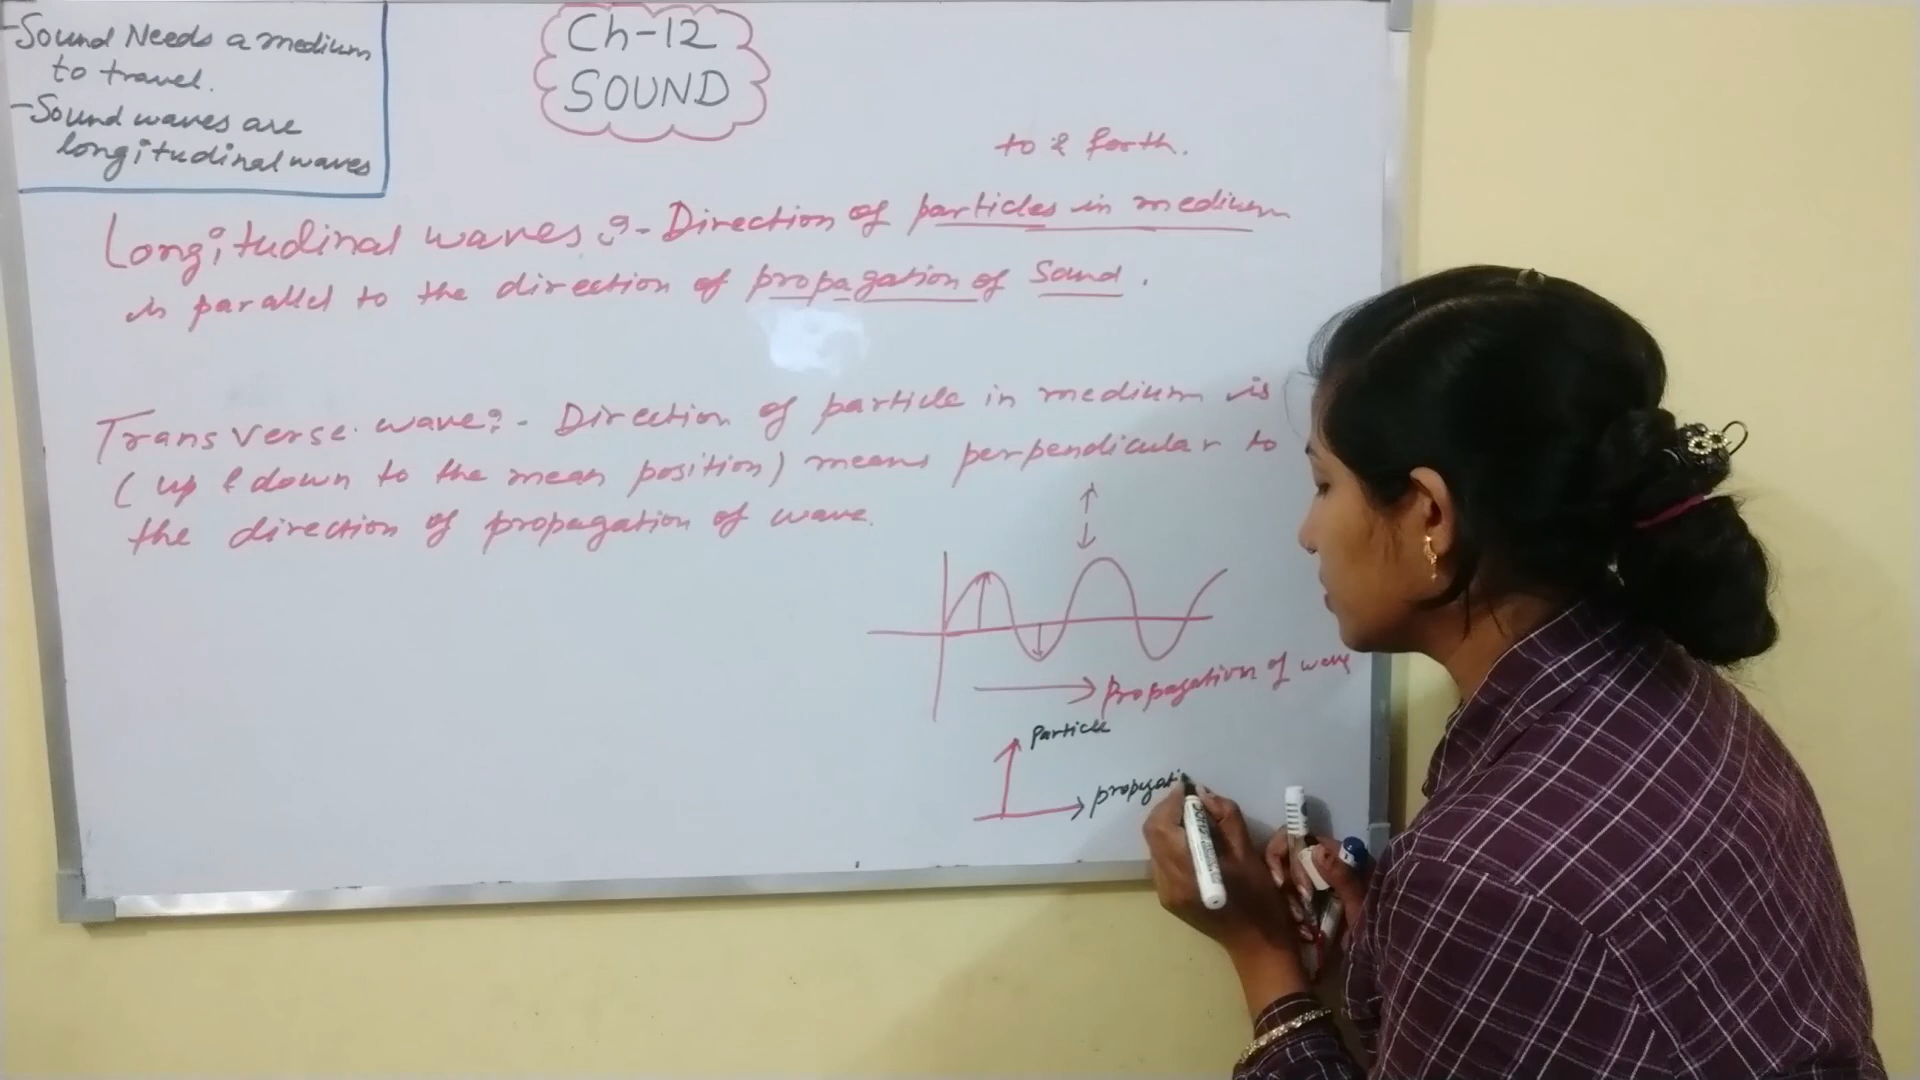 -Sound Needs a medium
to travel.
-Sound waves are
longitudinal waves
Ch-12
SOUND
to & forth.
Longitudinal waves :- Direction of particles in medium
is parallel to the direction of propagation of Sound.
Transverse wave :- Direction of particle in medium is
(up & down to the mean position) means perpendicular to
the direction of propagation of wave.
Propagation of wave
Particle
propagati